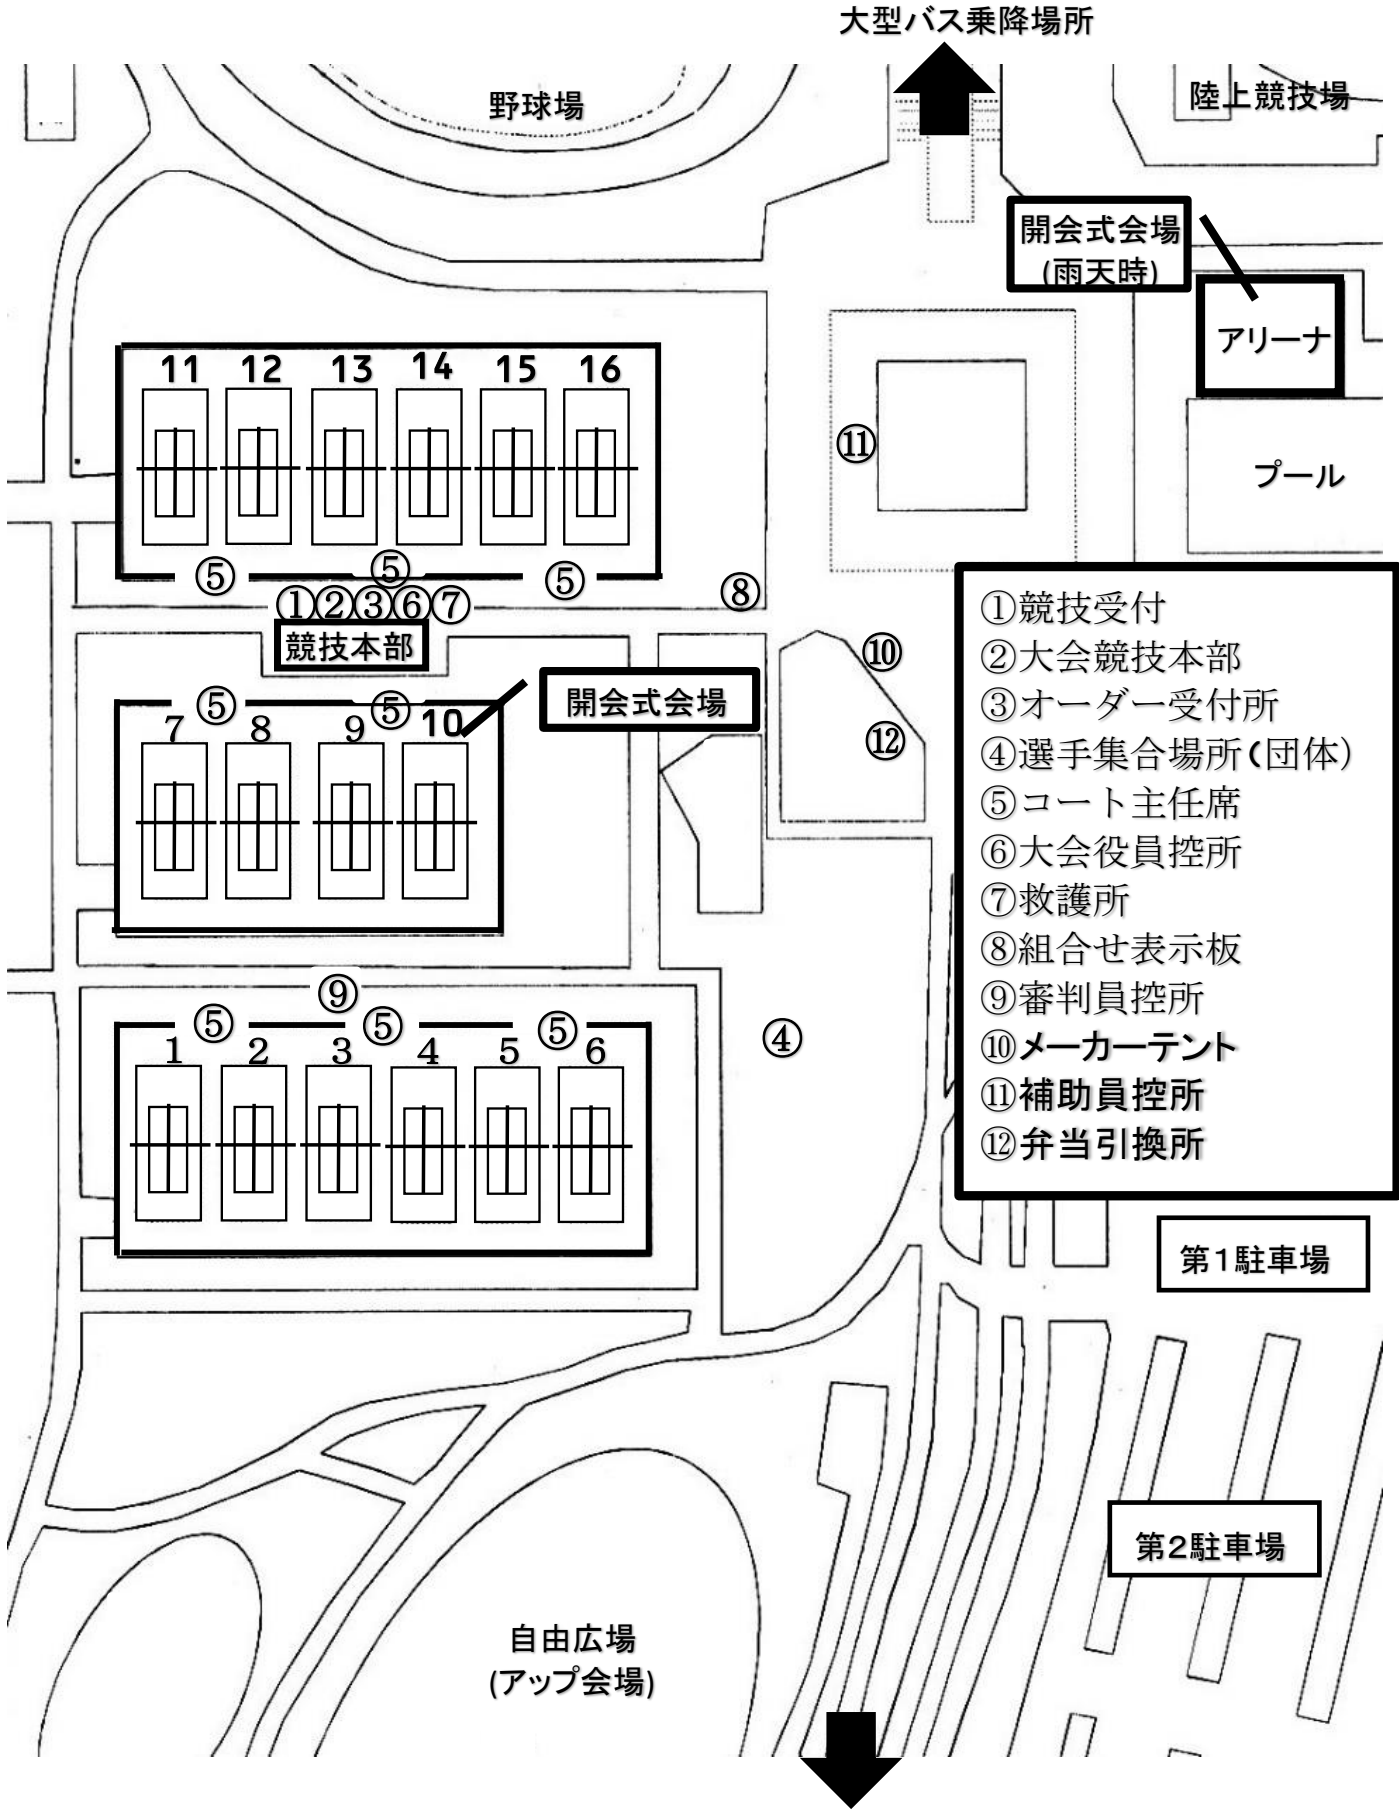 大型バス乗降場所
野球場
陸上競技場
開会式会場
(雨天時)
アリーナ
11 12 13 14 15 16
⑪
プール
⑤ ⑤ ⑤
①②③⑥⑦
⑧
競技本部
⑩
⑤ ⑤
開会式会場
7 8 9 10
⑫
①競技受付
②大会競技本部
③オーダー受付所
④選手集合場所(団体)
⑤コート主任席
⑥大会役員控所
⑦救護所
⑧組合せ表示板
⑨審判員控所
⑩メーカーテント
⑪補助員控所
⑫弁当引換所
⑨
⑤ ⑤ ⑤
④
1 2 3 4 5 6
第1駐車場
第2駐車場
自由広場
(アップ会場)